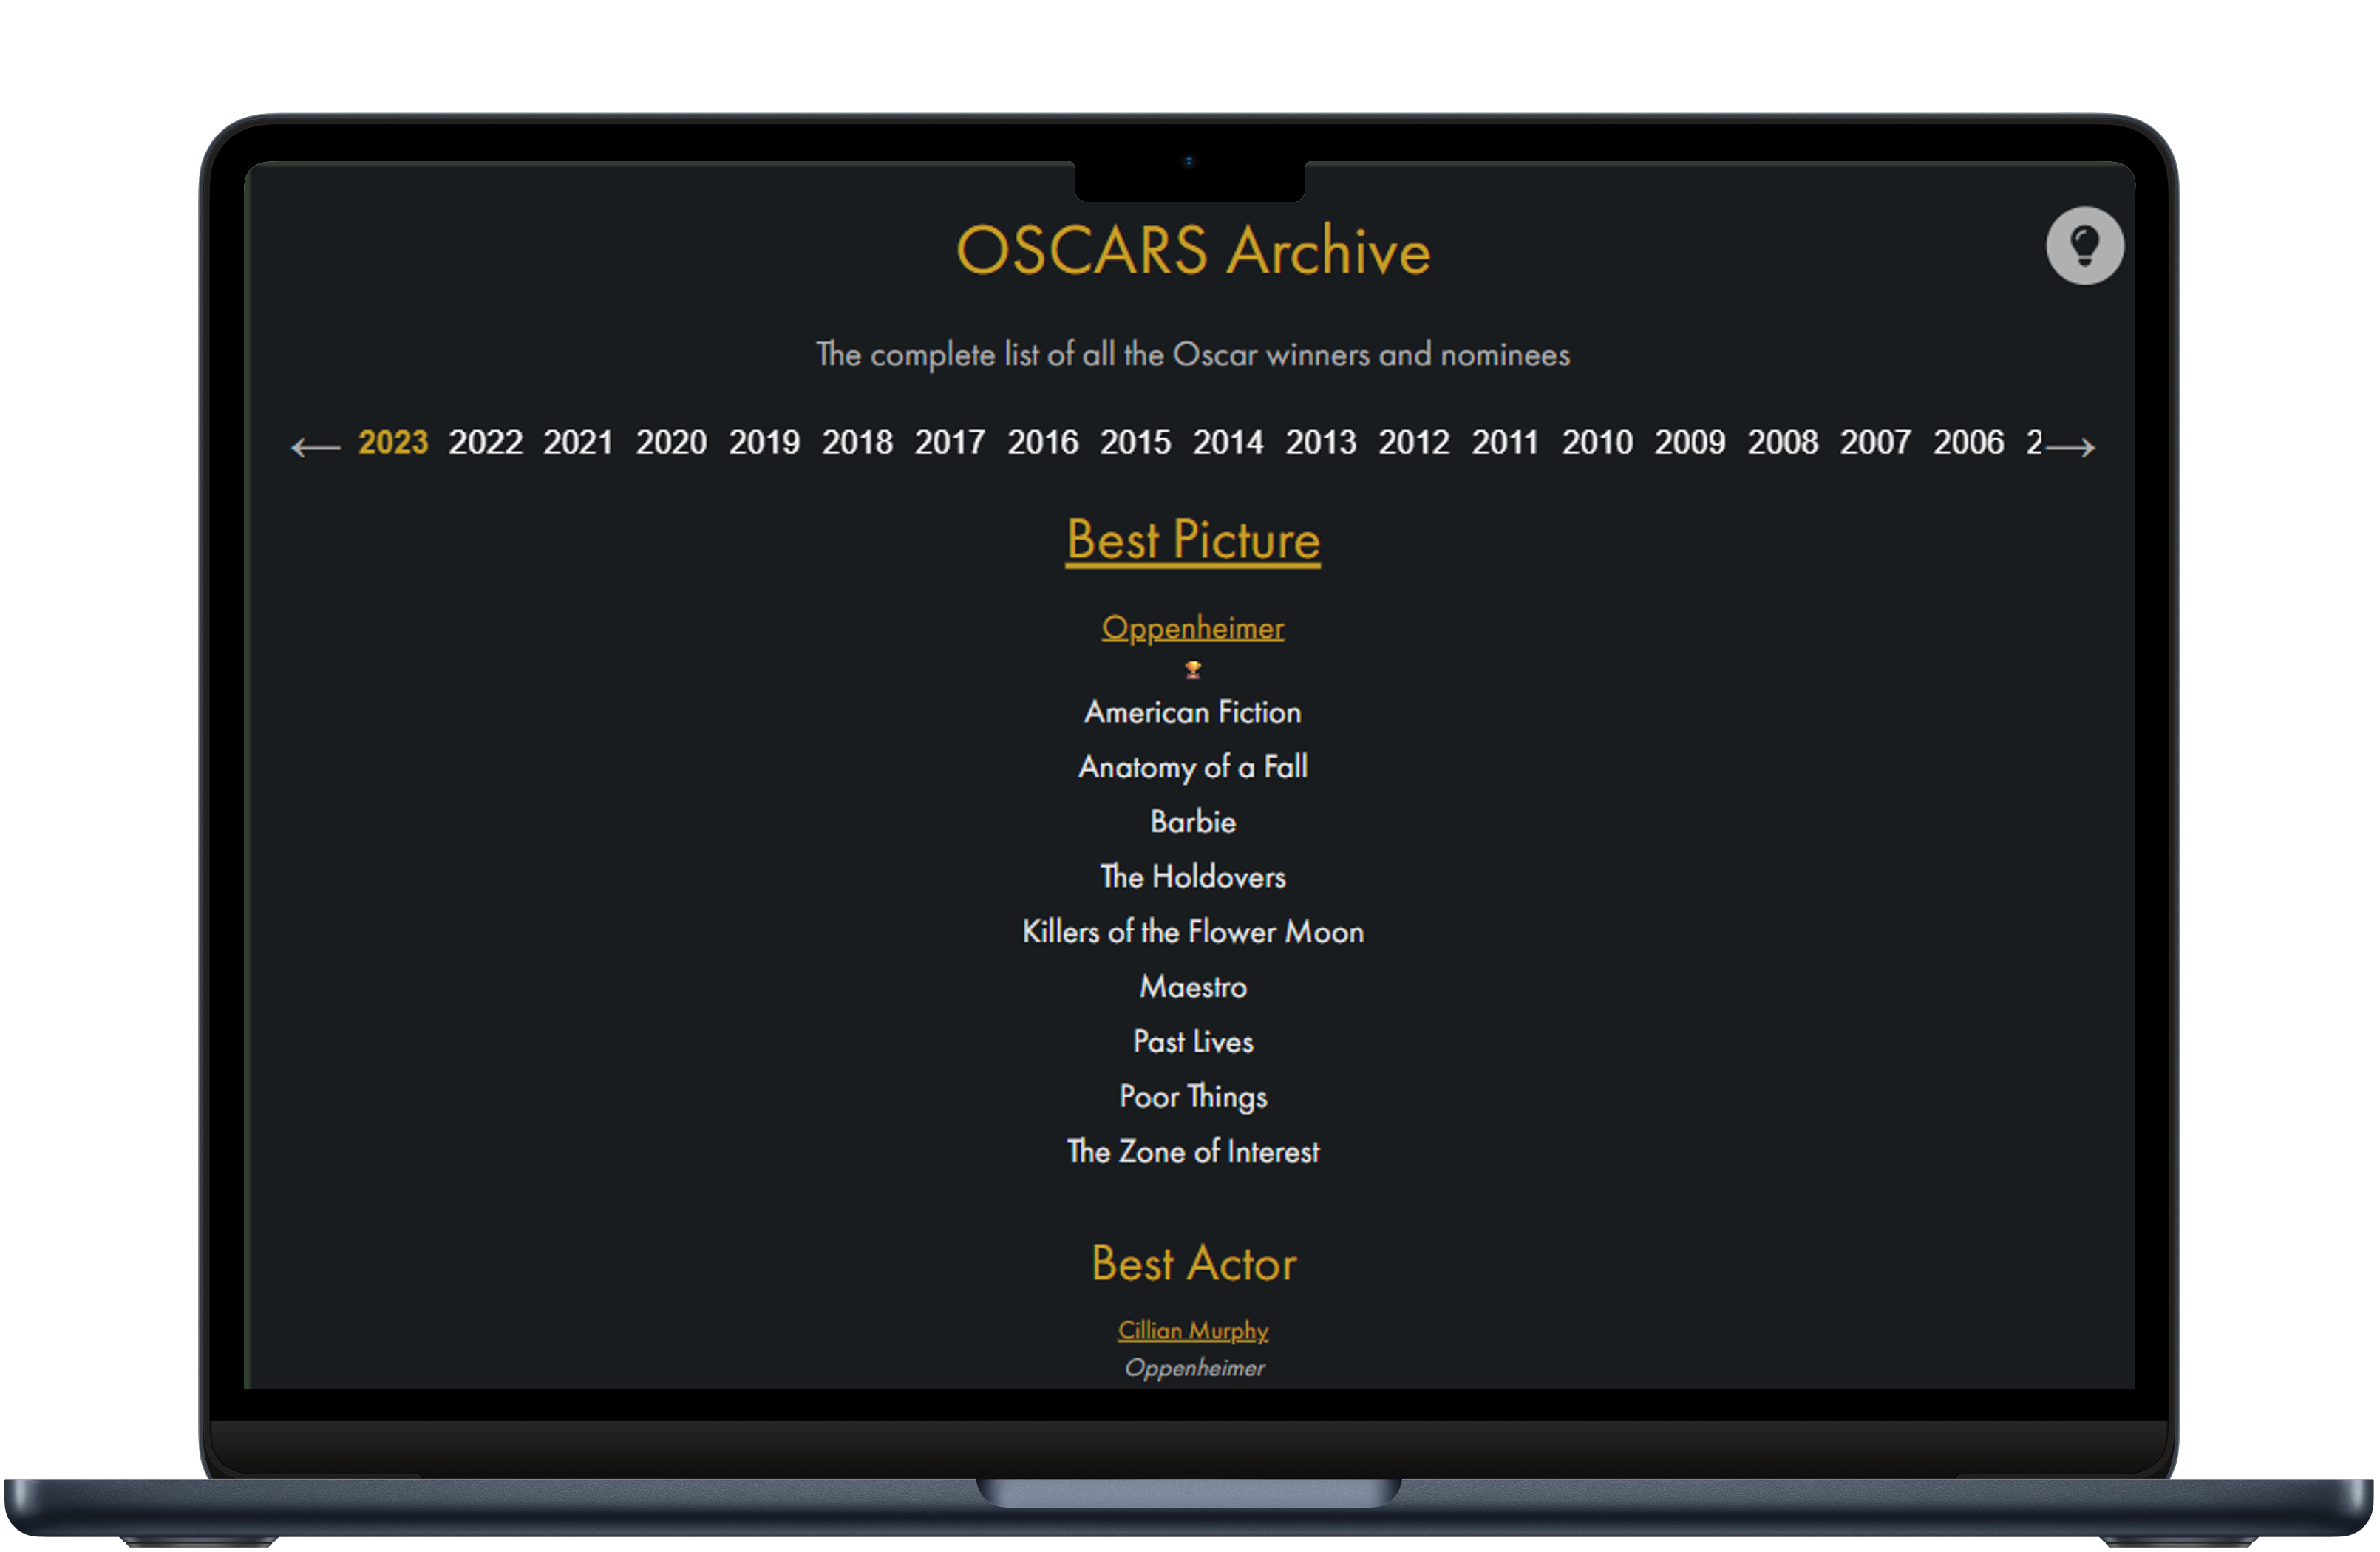 OSCARS Archive
The complete list of all the Oscar winners and nominees
← 2023 2022 2021 2020 2019 2018 2017 2016 2015 2014 2013 2012 2011 2010 2009 2008 2007 2006 2 →
Best Picture
Oppenheimer
🏆
American Fiction
Anatomy of a Fall
Barbie
The Holdovers
Killers of the Flower Moon
Maestro
Past Lives
Poor Things
The Zone of Interest
Best Actor
Cillian Murphy
Oppenheimer